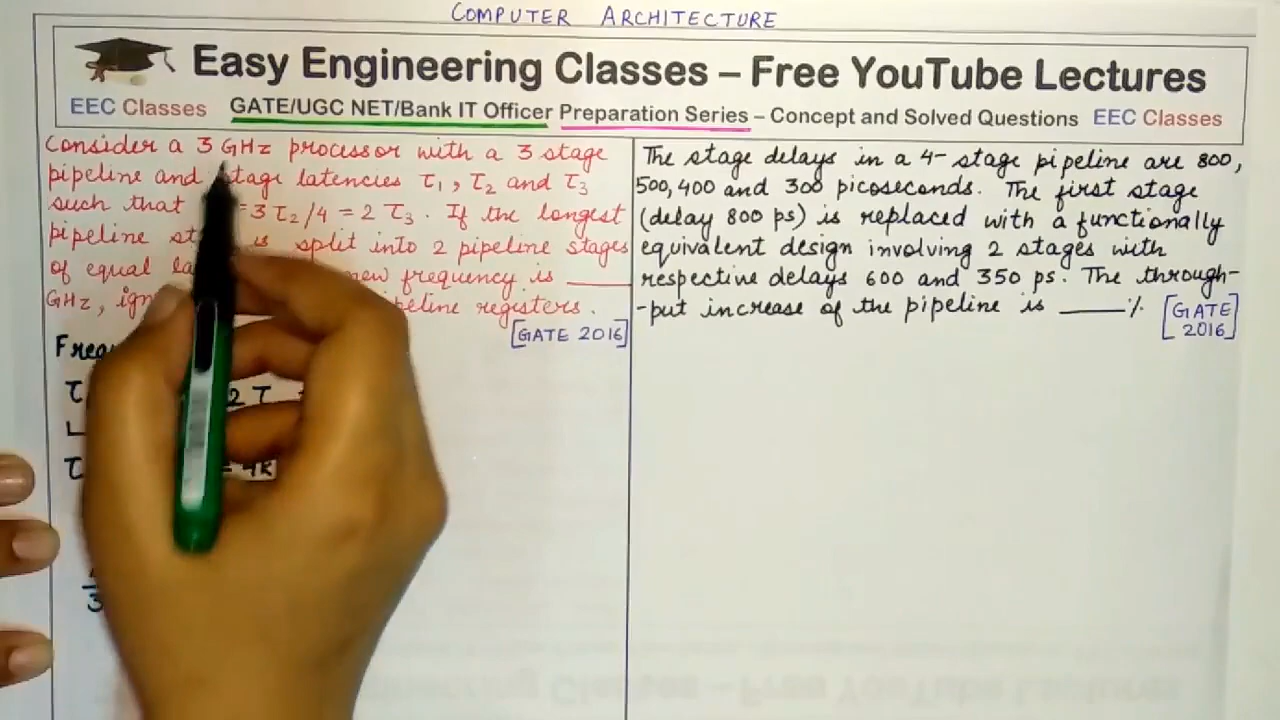 COMPUTER ARCHITECTURE
Easy Engineering Classes – Free YouTube Lectures
EEC Classes GATE/UGC NET/Bank IT Officer Preparation Series – Concept and Solved Questions EEC Classes
Consider a 3 GHz processor with a 3 stage
pipeline and stage latencies τ1, τ2 and τ3
such that = 3 τ2/4 = 2 τ3. If the longest
pipeline is split into 2 pipeline stages
of equal new frequency is ____
GHz, pipeline registers.
[GATE 2016]
The stage delays in a 4-stage pipeline are 800,
500, 400 and 300 picoseconds. The first stage
(delay 800 ps) is replaced with a functionally
equivalent design involving 2 stages with
respective delays 600 and 350 ps. The through-
-put increase of the pipeline is ____ %
[GATE 2016]